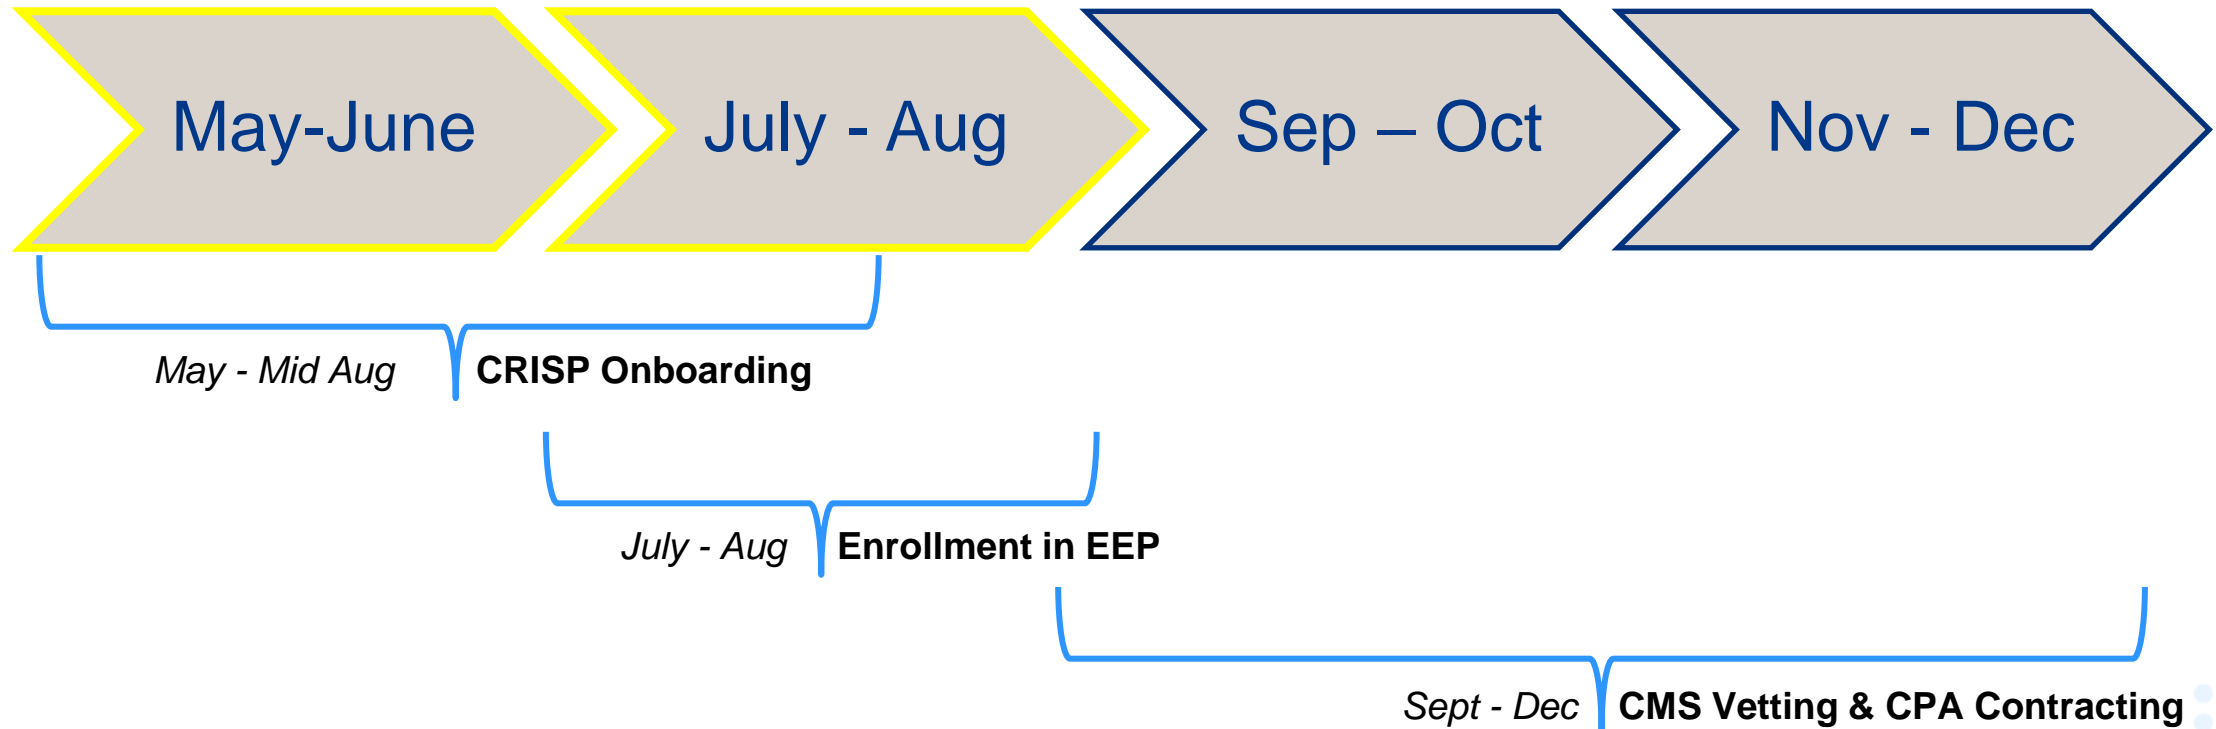 May-June
July - Aug
Sep – Oct
Nov - Dec
May - Mid Aug
CRISP Onboarding
July - Aug
Enrollment in EEP
Sept - Dec
CMS Vetting & CPA Contracting